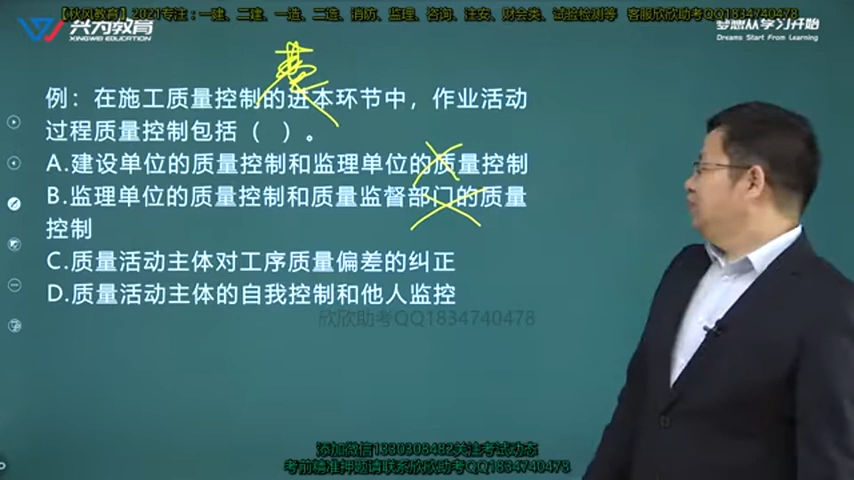 【秋风教育】2021专注：一建、二建、一造、二造、消防、监理、咨询、注安、财会类、试验检测等 客服欣欣助考QQ1834740478
兴为教育
XINGWEI EDUCATION
梦想从学习开始
Dreams Start From Learning
基
例：在施工质量控制的进本环节中，作业活动
过程质量控制包括（ ）。
A.建设单位的质量控制和监理单位的质量控制
B.监理单位的质量控制和质量监督部门的质量
控制
C.质量活动主体对工序质量偏差的纠正
D.质量活动主体的自我控制和他人监控
欣欣助考QQ1834740478
添加微信1330308482关注考试动态
考前精准押题请联系欣欣助考QQ1834740478